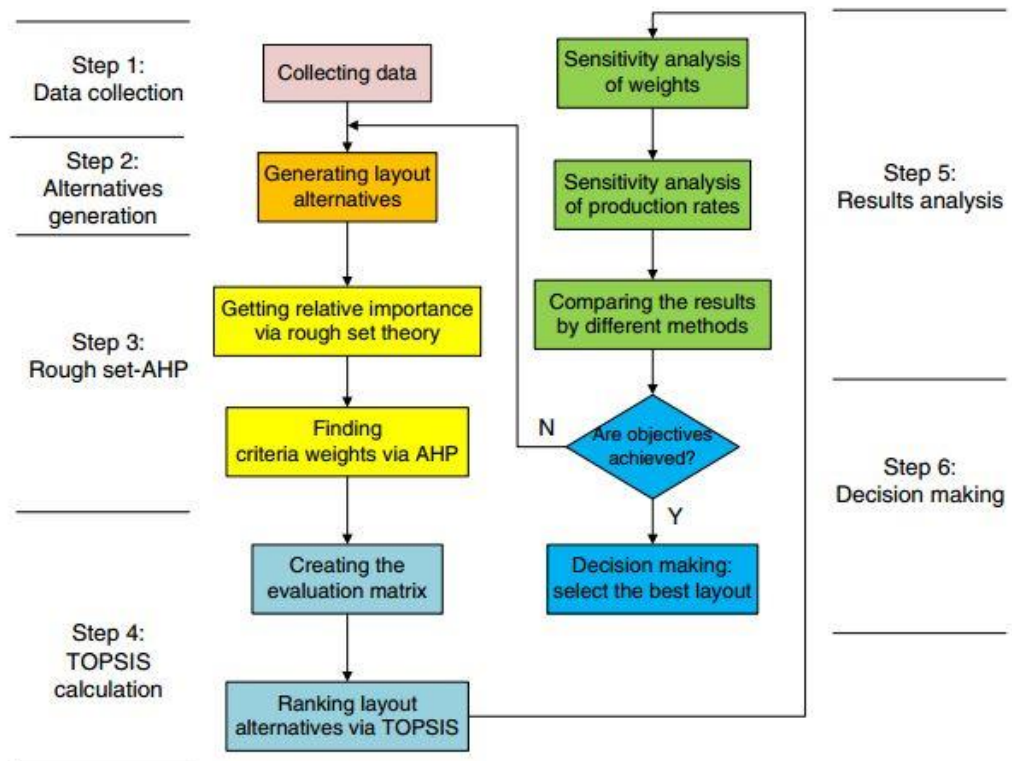 Step 1:
Data collection
Step 2:
Alternatives
generation
Step 3:
Rough set-AHP
Step 4:
TOPSIS
calculation
Collecting data
Generating layout
alternatives
Getting relative importance
via rough set theory
Finding
criteria weights via AHP
Creating the
evaluation matrix
Ranking layout
alternatives via TOPSIS
Sensitivity analysis
of weights
Sensitivity analysis
of production rates
Comparing the results
by different methods
N
Are objectives
achieved?
Y
Decision making:
select the best layout
Step 5:
Results analysis
Step 6:
Decision making